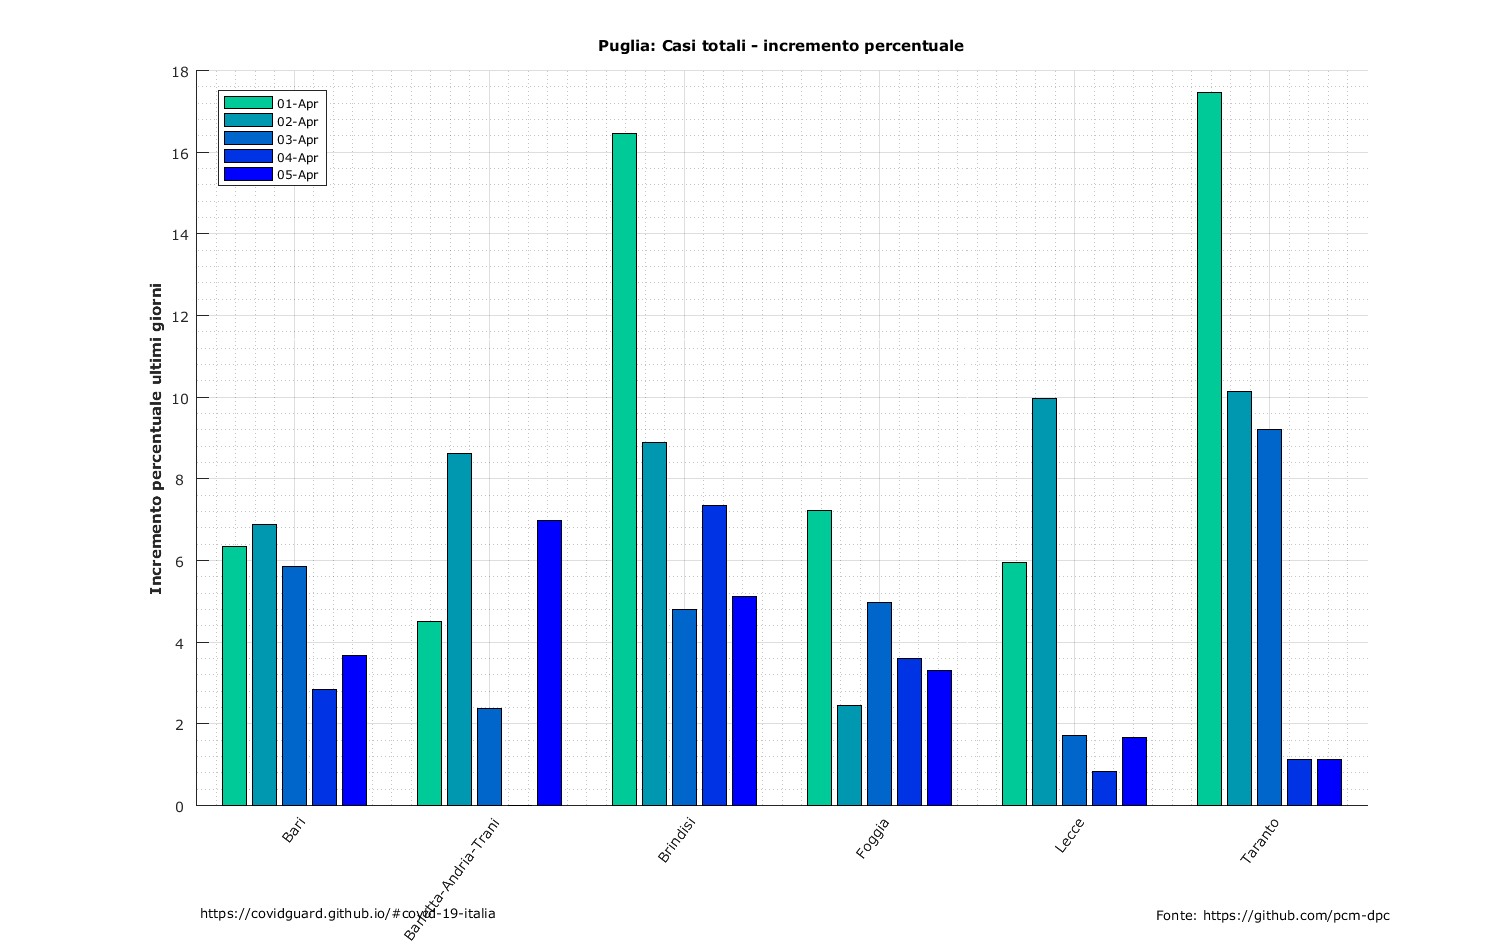 Puglia: Casi totali - incremento percentuale
Incremento percentuale ultimi giorni
18
16
14
12
10
8
6
4
2
0
01-Apr
02-Apr
03-Apr
04-Apr
05-Apr
Bari
Barletta-Andria-Trani
Brindisi
Foggia
Lecce
Taranto
https://covidguard.github.io/#covid-19-italia
Fonte: https://github.com/pcm-dpc